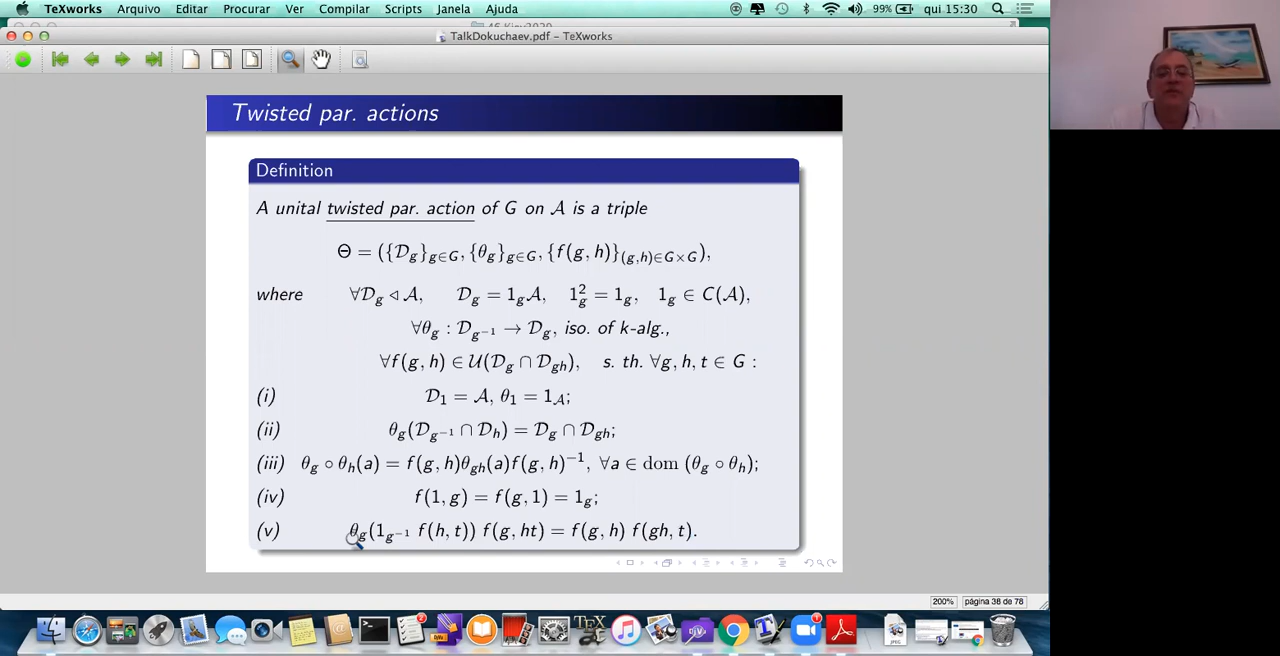 TeXworks Arquivo Editar Procurar Ver Compilar Scripts Janela Ajuda 99% qui 15:30
TalkDokuchaev.pdf - TeXworks
Twisted par. actions
Definition
A unital twisted par. action of G on 𝒜 is a triple
Θ = ({𝒟_g}_{g∈G}, {θ_g}_{g∈G}, {f(g, h)}_{(g,h)∈G×G}),
where ∀𝒟_g ◁ 𝒜, 𝒟_g = 1_g𝒜, 1_g^2 = 1_g, 1_g ∈ C(𝒜),
∀θ_g : 𝒟_{g^{-1}} → 𝒟_g, iso. of k-alg.,
∀f(g, h) ∈ 𝒰(𝒟_g ∩ 𝒟_{gh}), s. th. ∀g, h, t ∈ G :
(i) 𝒟_1 = 𝒜, θ_1 = 1_𝒜;
(ii) θ_g(𝒟_{g^{-1}} ∩ 𝒟_h) = 𝒟_g ∩ 𝒟_{gh};
(iii) θ_g ∘ θ_h(a) = f(g, h)θ_{gh}(a)f(g, h)^{-1}, ∀a ∈ dom (θ_g ∘ θ_h);
(iv) f(1, g) = f(g, 1) = 1_g;
(v) θ_g(1_{g^{-1}} f(h, t)) f(g, ht) = f(g, h) f(gh, t).
200% página 38 de 78